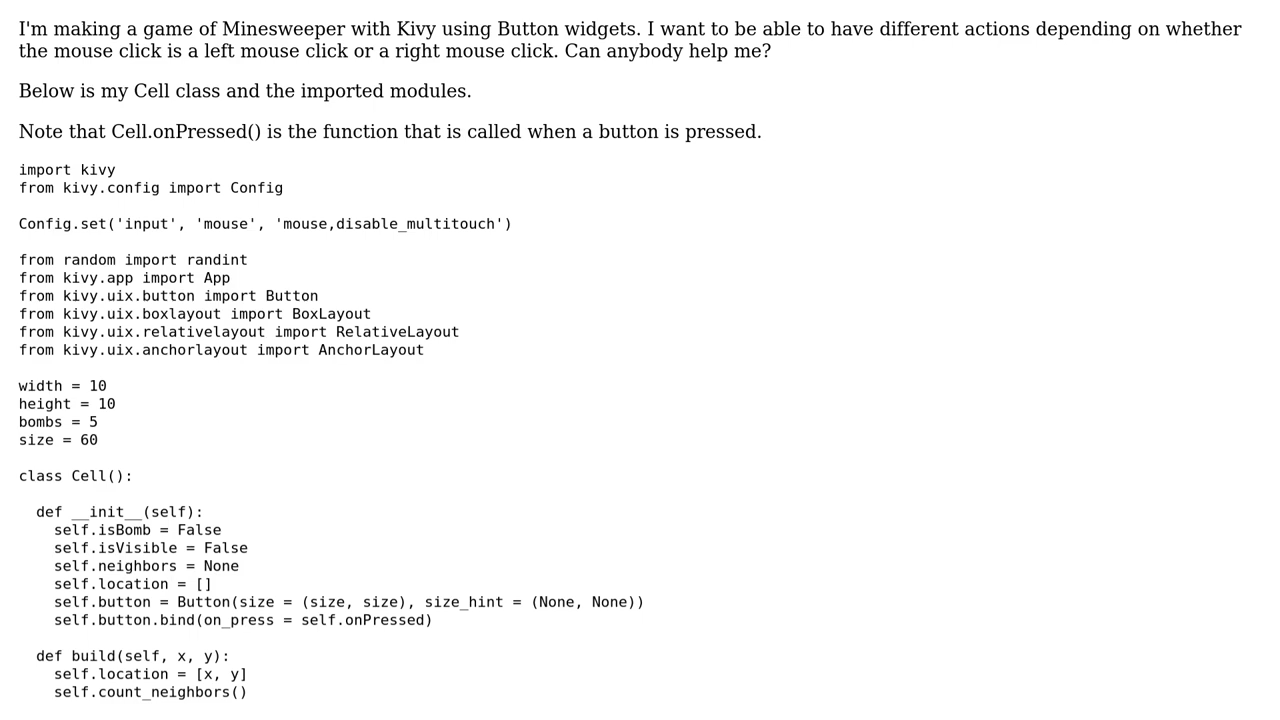 I'm making a game of Minesweeper with Kivy using Button widgets. I want to be able to have different actions depending on whether
the mouse click is a left mouse click or a right mouse click. Can anybody help me?
Below is my Cell class and the imported modules.
Note that Cell.onPressed() is the function that is called when a button is pressed.
import kivy
from kivy.config import Config
Config.set('input', 'mouse', 'mouse,disable_multitouch')
from random import randint
from kivy.app import App
from kivy.uix.button import Button
from kivy.uix.boxlayout import BoxLayout
from kivy.uix.relativelayout import RelativeLayout
from kivy.uix.anchorlayout import AnchorLayout
width = 10
height = 10
bombs = 5
size = 60
class Cell():
  def __init__(self):
    self.isBomb = False
    self.isVisible = False
    self.neighbors = None
    self.location = []
    self.button = Button(size = (size, size), size_hint = (None, None))
    self.button.bind(on_press = self.onPressed)
  def build(self, x, y):
    self.location = [x, y]
    self.count_neighbors()